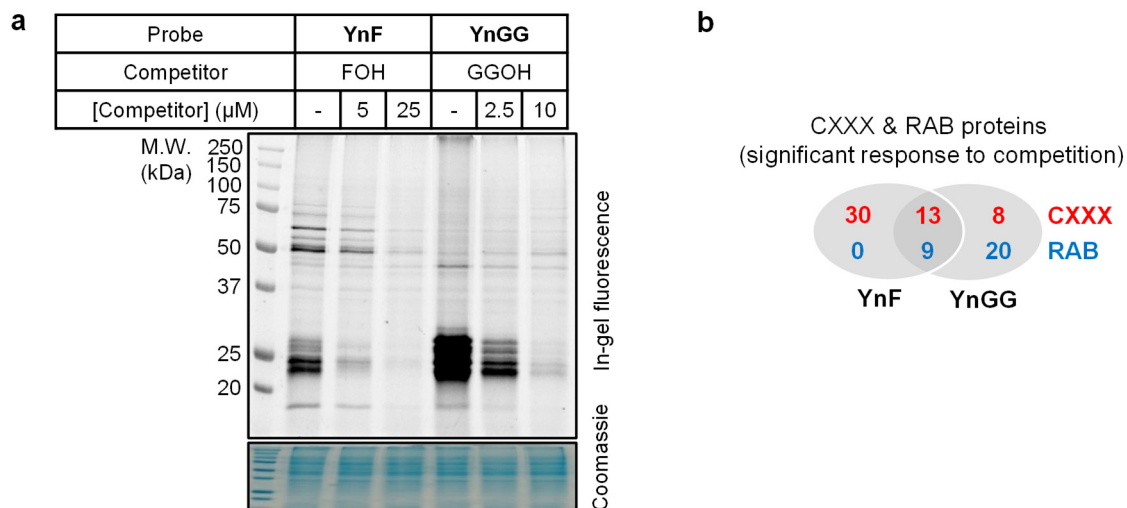 a
Probe YnF YnGG
Competitor FOH GGOH
[Competitor] (µM) - 5 25 - 2.5 10
M.W.
(kDa)
250
150
100
75
50
37
25
20
In-gel fluorescence
Coomassie
b
CXXX & RAB proteins
(significant response to competition)
30 13 8 CXXX
0 9 20 RAB
YnF YnGG